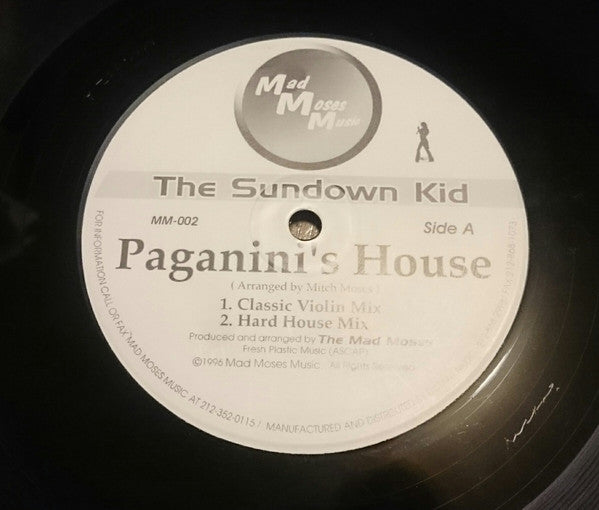 Mad
Moses
Music
The Sundown Kid
MM-002
Side A
Paganini's House
( Arranged by Mitch Moses )
1. Classic Violin Mix
2. Hard House Mix
Produced and arranged by The Mad Moses
Fresh Plastic Music (ASCAP)
©1996 Mad Moses Music. All Rights Reserved
FOR INFORMATION CALL OR FAX MAD MOSES MUSIC AT 212-352-0115 / MANUFACTURED AND DISTRIBUTED